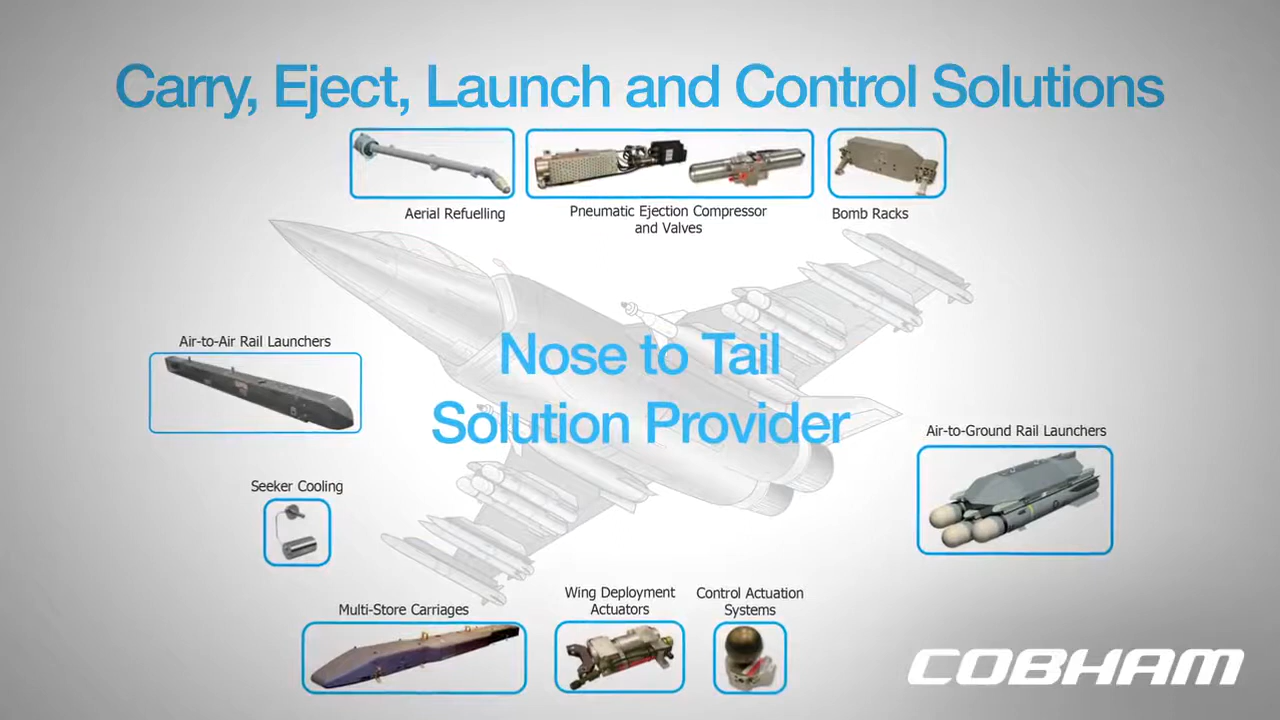 Carry, Eject, Launch and Control Solutions
Aerial Refuelling
Pneumatic Ejection Compressor
and Valves
Bomb Racks
Air-to-Air Rail Launchers
Nose to Tail
Solution Provider
Air-to-Ground Rail Launchers
Seeker Cooling
Multi-Store Carriages
Wing Deployment
Actuators
Control Actuation
Systems
COBHAM